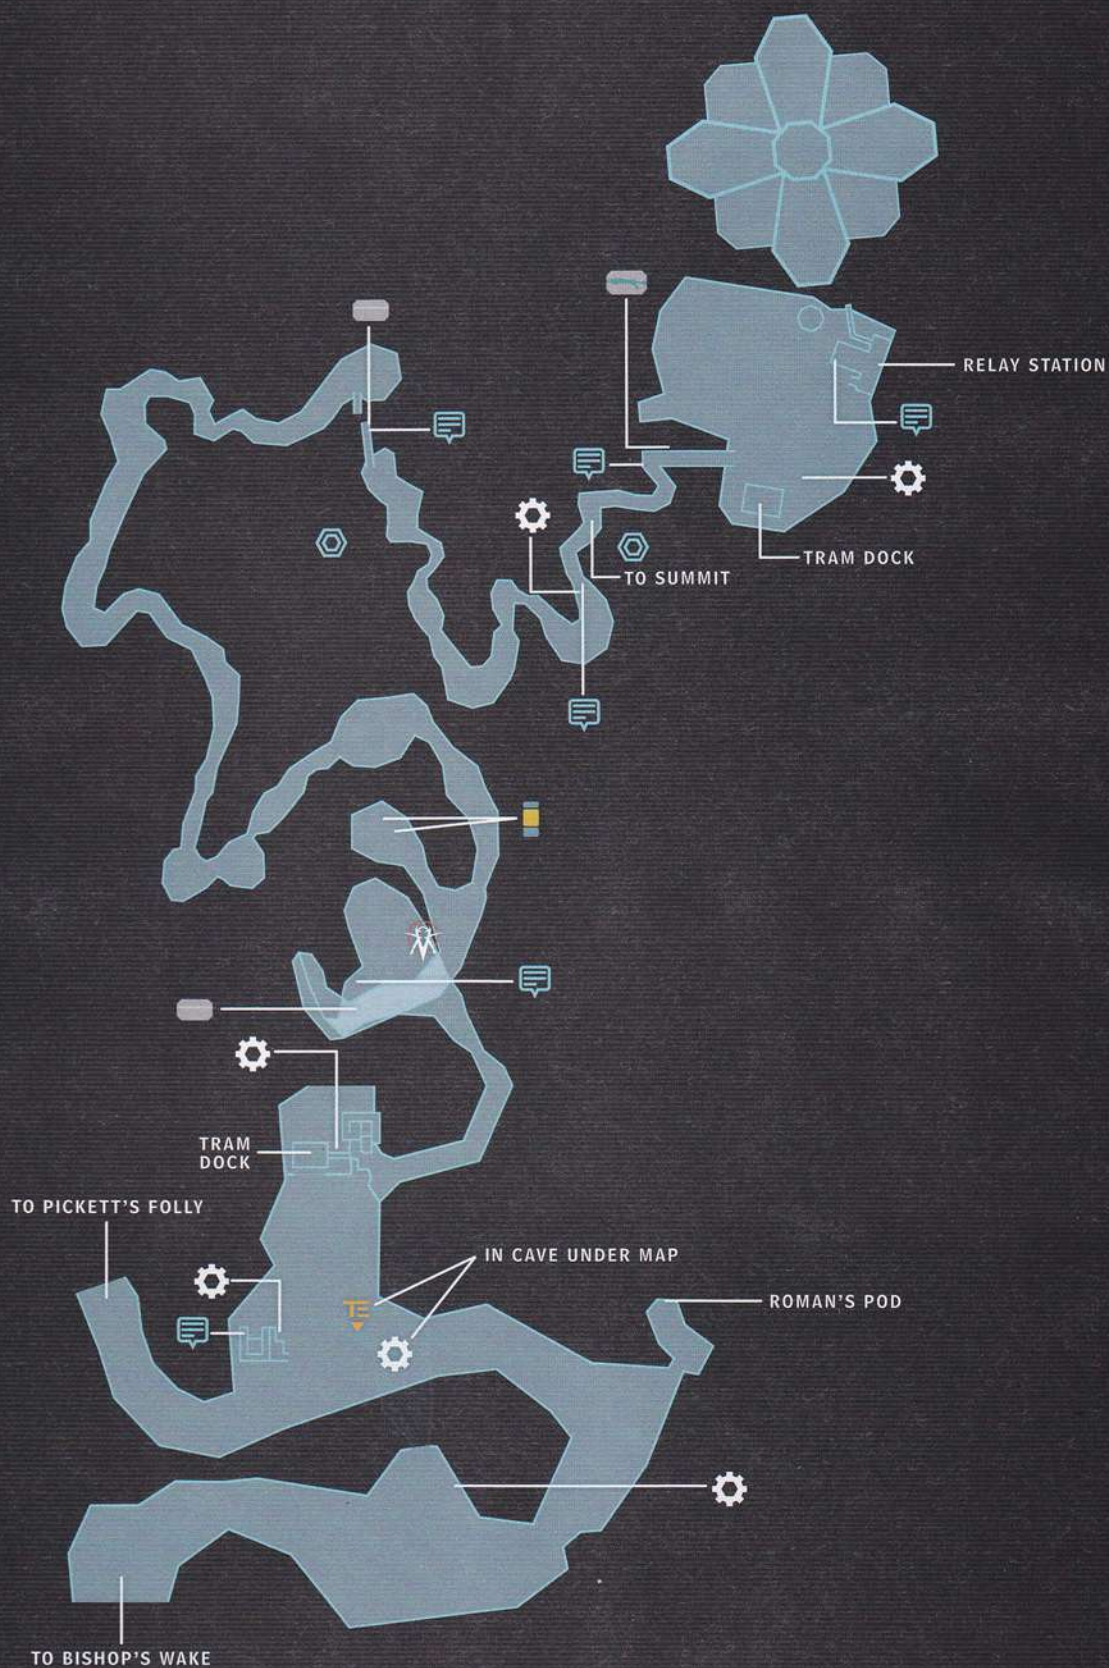 RELAY STATION
TRAM DOCK
TO SUMMIT
TRAM
DOCK
TO PICKETT'S FOLLY
IN CAVE UNDER MAP
ROMAN'S POD
TO BISHOP'S WAKE